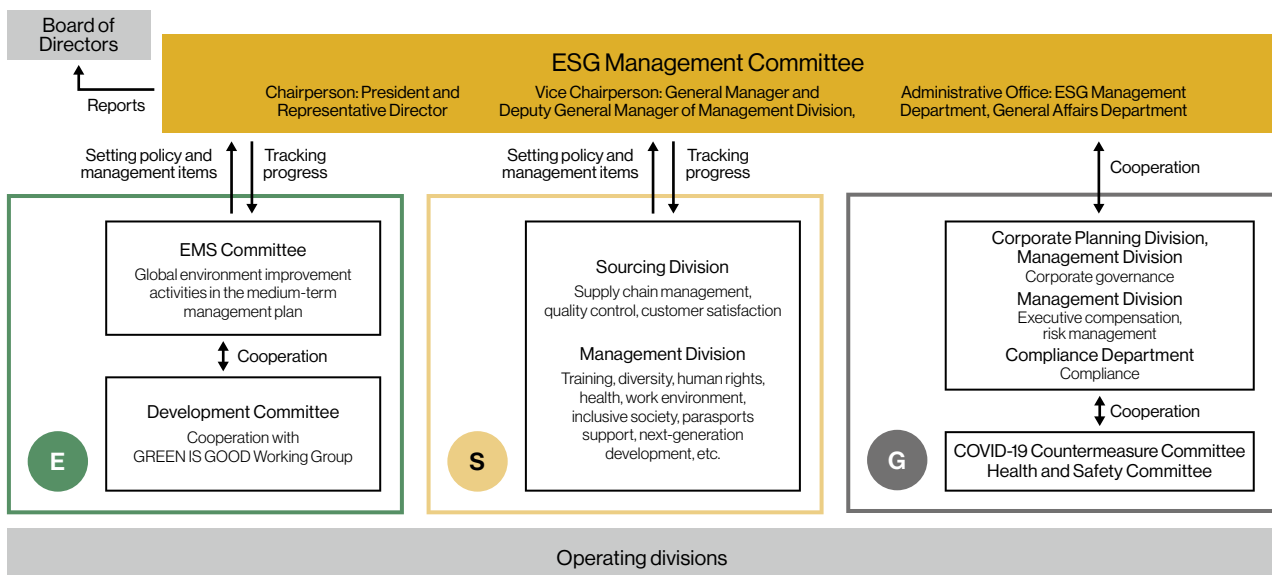 Board of
Directors
Reports
ESG Management Committee
Chairperson: President and
Representative Director
Vice Chairperson: General Manager and
Deputy General Manager of Management Division,
Administrative Office: ESG Management
Department, General Affairs Department
Setting policy and
management items
Tracking
progress
Setting policy and
management items
Tracking
progress
Cooperation
EMS Committee
Global environment improvement
activities in the medium-term
management plan
Cooperation
Development Committee
Cooperation with
GREEN IS GOOD Working Group
E
Sourcing Division
Supply chain management,
quality control, customer satisfaction
Management Division
Training, diversity, human rights,
health, work environment,
inclusive society, parasports
support, next-generation
development, etc.
S
Corporate Planning Division,
Management Division
Corporate governance
Management Division
Executive compensation,
risk management
Compliance Department
Compliance
Cooperation
COVID-19 Countermeasure Committee
Health and Safety Committee
G
Operating divisions